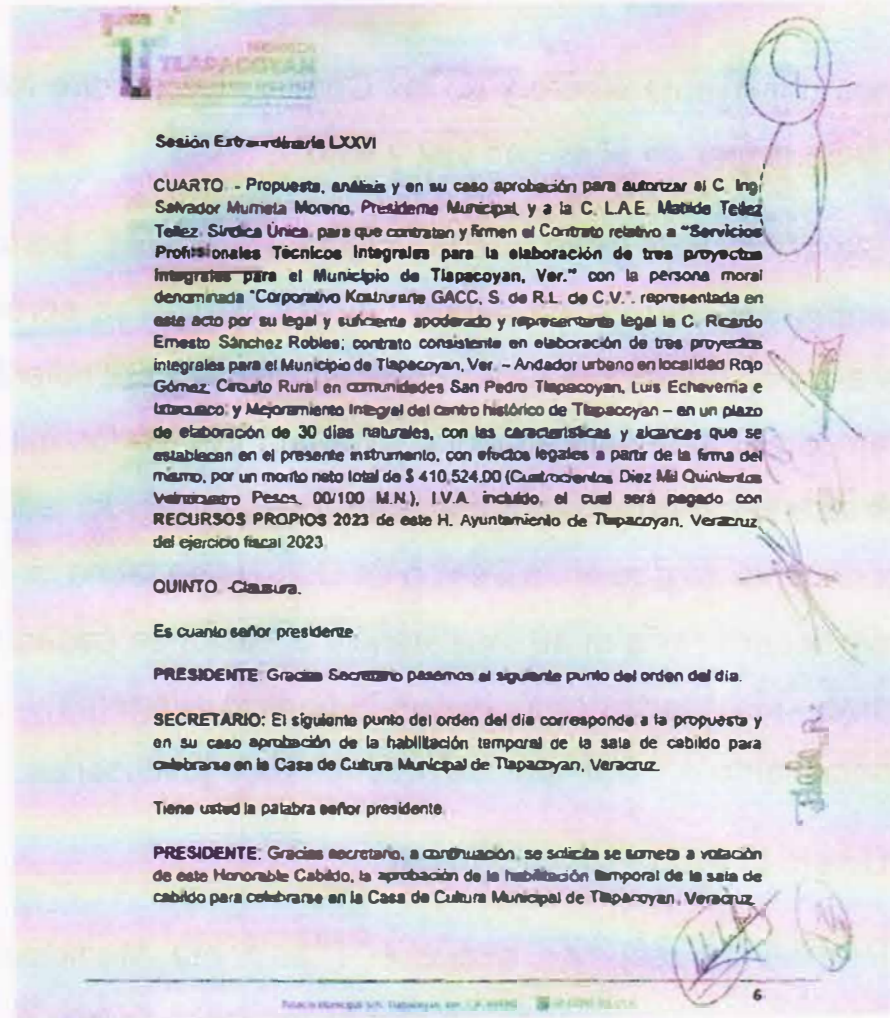 TLAPACOYAN
Sesión Extraordinaria LXXVI
CUARTO. - Propuesta, análisis y en su caso aprobación para autorizar al C. Ing.
Salvador Murrieta Moreno, Presidente Municipal, y a la C. L.A.E. Matilde Tellez
Tellez, Síndica Única, para que contraten y firmen el Contrato relativo a "Servicios
Profesionales Técnicos Integrales para la elaboración de tres proyectos
Integrales para el Municipio de Tlapacoyan, Ver." con la persona moral
denominada "Corporativo Kosturarte GACC, S. de R.L. de C.V.", representada en
este acto por su legal y suficiente apoderado y representante legal le C. Ricardo
Ernesto Sánchez Robles; contrato consistente en elaboración de tres proyectos
integrales para el Municipio de Tlapacoyan, Ver. – Andador urbano en localidad Rojo
Gómez; Circuito Rural en comunidades San Pedro Tlapacoyan, Luis Echeverria e
Ixtacuaco; y Mejoramiento Integral del centro histórico de Tlapacoyan – en un plazo
de elaboración de 30 días naturales, con las características y alcances que se
establecen en el presente instrumento, con efectos legales a partir de la firma del
mismo, por un monto neto total de $ 410,524.00 (Cuatrocientos Diez Mil Quinientos
Veinticuatro Pesos, 00/100 M.N.), I.V.A. incluido, el cual será pagado con
RECURSOS PROPIOS 2023 de este H. Ayuntamiento de Tlapacoyan, Veracruz,
del ejercicio fiscal 2023.
QUINTO. -Clausura.
Es cuanto señor presidente.
PRESIDENTE: Gracias Secretario pasemos al siguiente punto del orden del día.
SECRETARIO: El siguiente punto del orden del día corresponde a la propuesta y
en su caso aprobación de la habilitación temporal de la sala de cabildo para
celebrarse en la Casa de Cultura Municipal de Tlapacoyan, Veracruz.
Tiene usted la palabra señor presidente.
PRESIDENTE: Gracias secretario, a continuación, se solicita se someta a votación
de este Honorable Cabildo, la aprobación de la habilitación temporal de la sala de
cabildo para celebrarse en la Casa de Cultura Municipal de Tlapacoyan, Veracruz.
6